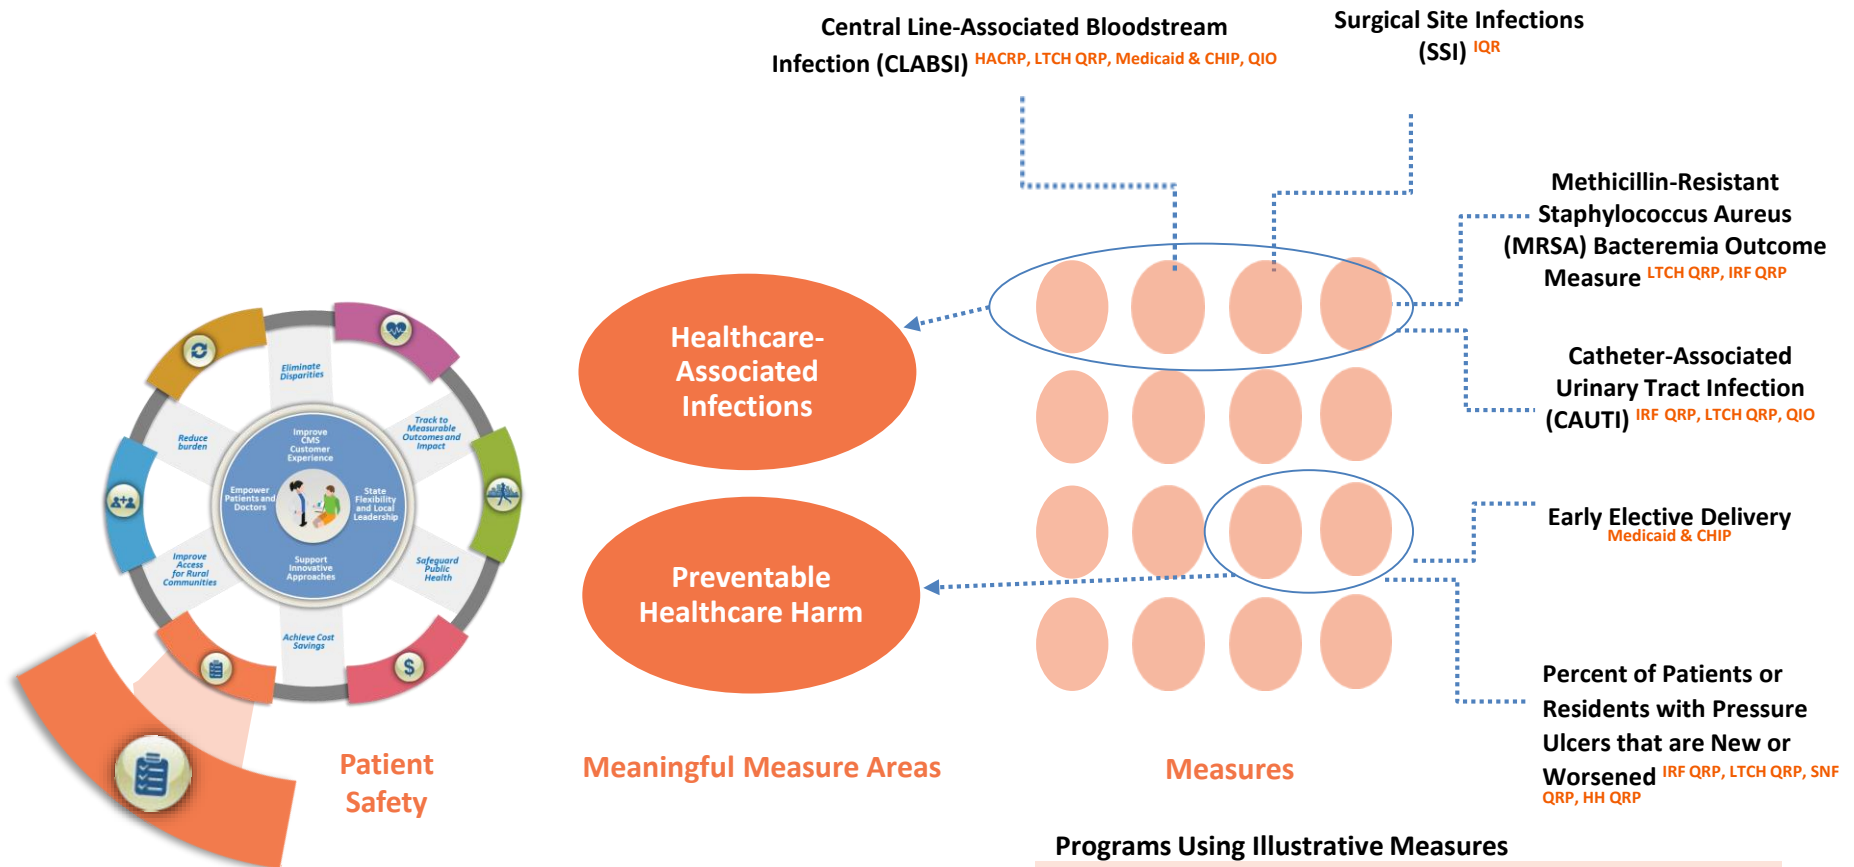 Central Line-Associated Bloodstream
Infection (CLABSI) HACRP, LTCH QRP, Medicaid & CHIP, QIO
Surgical Site Infections
(SSI) IQR
Methicillin-Resistant
Staphylococcus Aureus
(MRSA) Bacteremia Outcome
Measure LTCH QRP, IRF QRP
Catheter-Associated
Urinary Tract Infection
(CAUTI) IRF QRP, LTCH QRP, QIO
Early Elective Delivery
Medicaid & CHIP
Percent of Patients or
Residents with Pressure
Ulcers that are New or
Worsened IRF QRP, LTCH QRP, SNF
QRP, HH QRP
Healthcare-
Associated
Infections
Preventable
Healthcare Harm
Eliminate
Disparities
Track to
Measurable
Outcomes and
Impact
Safeguard
Public
Health
Achieve Cost
Savings
Improve
Access
for Rural
Communities
Reduce
burden
Improve
CMS
Customer
Experience
State
Flexibility
and Local
Leadership
Support
Innovative
Approaches
Empower
Patients and
Doctors
$
Patient
Safety
Meaningful Measure Areas
Measures
Programs Using Illustrative Measures